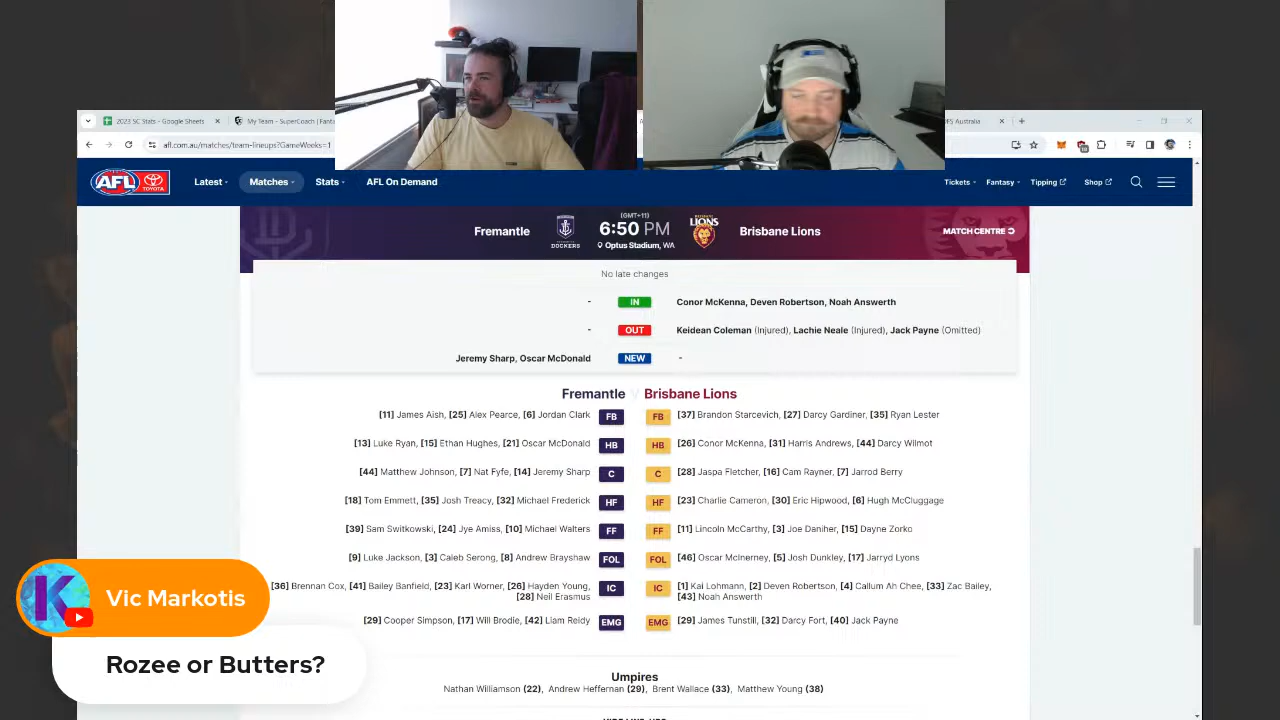 2023 SC Stats - Google Sheets
My Team - SuperCoach | Fant
Australia
afl.com.au/matches/team-lineups?GameWeeks=1
AFL
TOYOTA
Latest
Matches
Stats
AFL On Demand
Tickets
Fantasy
Tipping
Shop
(GMT+11)
Fremantle
DOCKERS
6:50 PM
LIONS
Brisbane Lions
MATCH CENTRE
Optus Stadium, WA
No late changes
- IN Conor McKenna, Deven Robertson, Noah Answerth
- OUT Keidean Coleman (Injured), Lachie Neale (Injured), Jack Payne (Omitted)
Jeremy Sharp, Oscar McDonald NEW -
Fremantle V Brisbane Lions
[11] James Aish, [25] Alex Pearce, [6] Jordan Clark FB FB [37] Brandon Starcevich, [27] Darcy Gardiner, [35] Ryan Lester
[13] Luke Ryan, [15] Ethan Hughes, [21] Oscar McDonald HB HB [26] Conor McKenna, [31] Harris Andrews, [44] Darcy Wilmot
[44] Matthew Johnson, [7] Nat Fyfe, [14] Jeremy Sharp C C [28] Jaspa Fletcher, [16] Cam Rayner, [7] Jarrod Berry
[18] Tom Emmett, [35] Josh Treacy, [32] Michael Frederick HF HF [23] Charlie Cameron, [30] Eric Hipwood, [6] Hugh McCluggage
[39] Sam Switkowski, [24] Jye Amiss, [10] Michael Walters FF FF [11] Lincoln McCarthy, [3] Joe Daniher, [15] Dayne Zorko
[9] Luke Jackson, [3] Caleb Serong, [8] Andrew Brayshaw FOL FOL [46] Oscar McInerney, [5] Josh Dunkley, [17] Jarryd Lyons
[36] Brennan Cox, [41] Bailey Banfield, [23] Karl Worner, [26] Hayden Young, IC IC [1] Kai Lohmann, [2] Deven Robertson, [4] Callum Ah Chee, [33] Zac Bailey,
[28] Neil Erasmus [43] Noah Answerth
[29] Cooper Simpson, [17] Will Brodie, [42] Liam Reidy EMG EMG [29] James Tunstill, [32] Darcy Fort, [40] Jack Payne
K
Vic Markotis
Rozee or Butters?
Umpires
Nathan Williamson (22), Andrew Heffernan (29), Brent Wallace (33), Matthew Young (38)